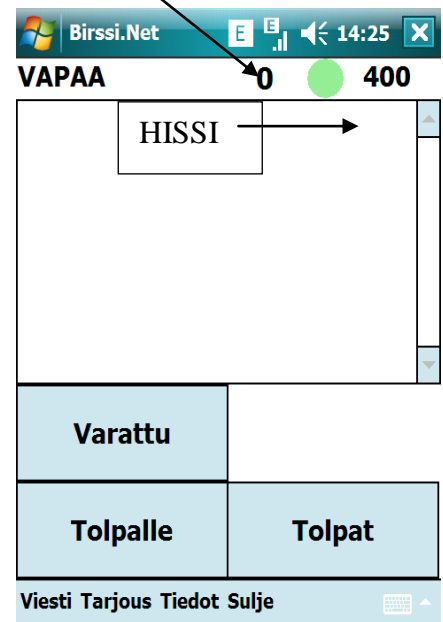 Birssi.Net E E 14:25
VAPAA 0 400
HISSI
Varattu
Tolpalle Tolpat
Viesti Tarjous Tiedot Sulje